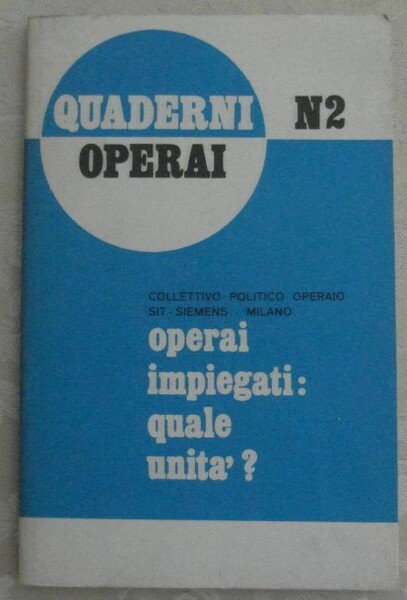 QUADERNI N2
OPERAI
COLLETTIVO POLITICO OPERAIO
SIT SIEMENS MILANO
operai
impiegati:
quale
unita'?